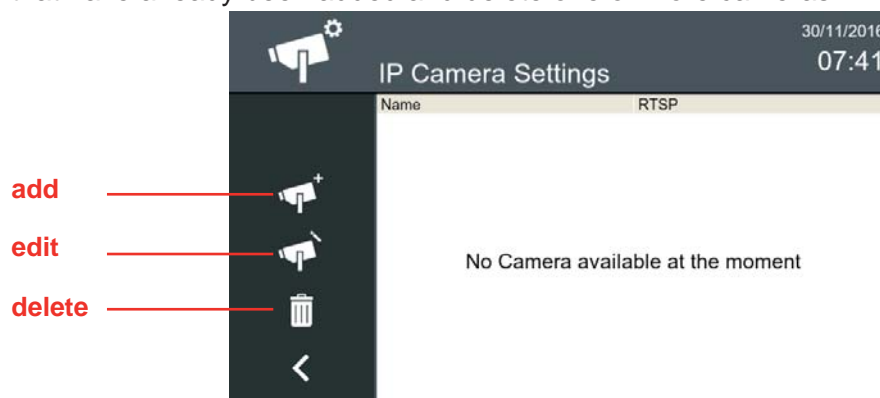 30/11/2016
07:41
IP Camera Settings
Name RTSP
add
edit
No Camera available at the moment
delete